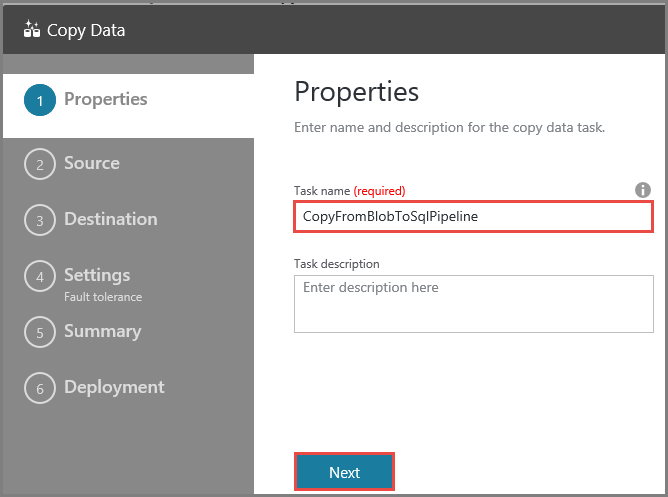 Copy Data
1 Properties
2 Source
3 Destination
4 Settings
Fault tolerance
5 Summary
6 Deployment
Properties
Enter name and description for the copy data task.
Task name (required)
CopyFromBlobToSqlPipeline
Task description
Enter description here
Next